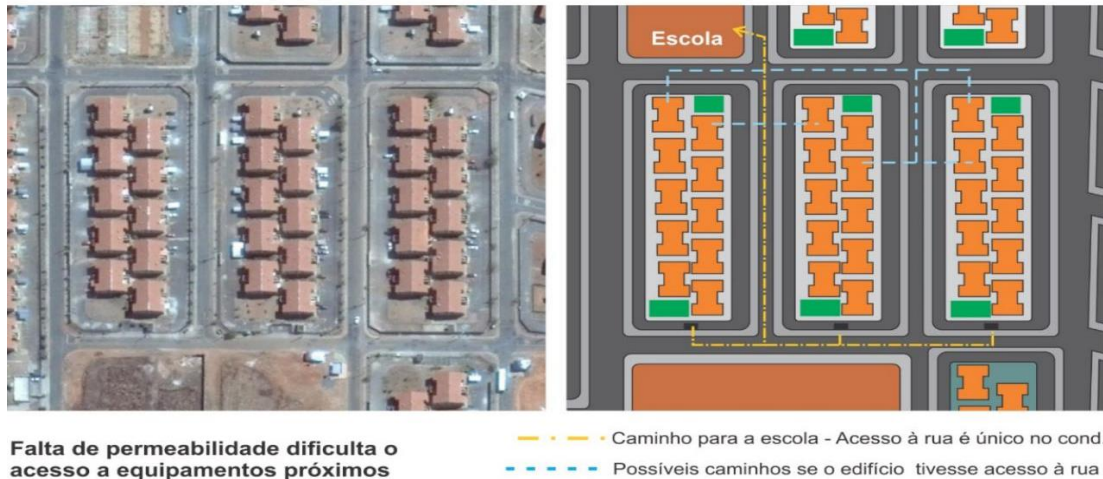 Escola
Falta de permeabilidade dificulta o
acesso a equipamentos próximos
Caminho para a escola - Acesso à rua é único no cond.
Possíveis caminhos se o edifício tivesse acesso à rua